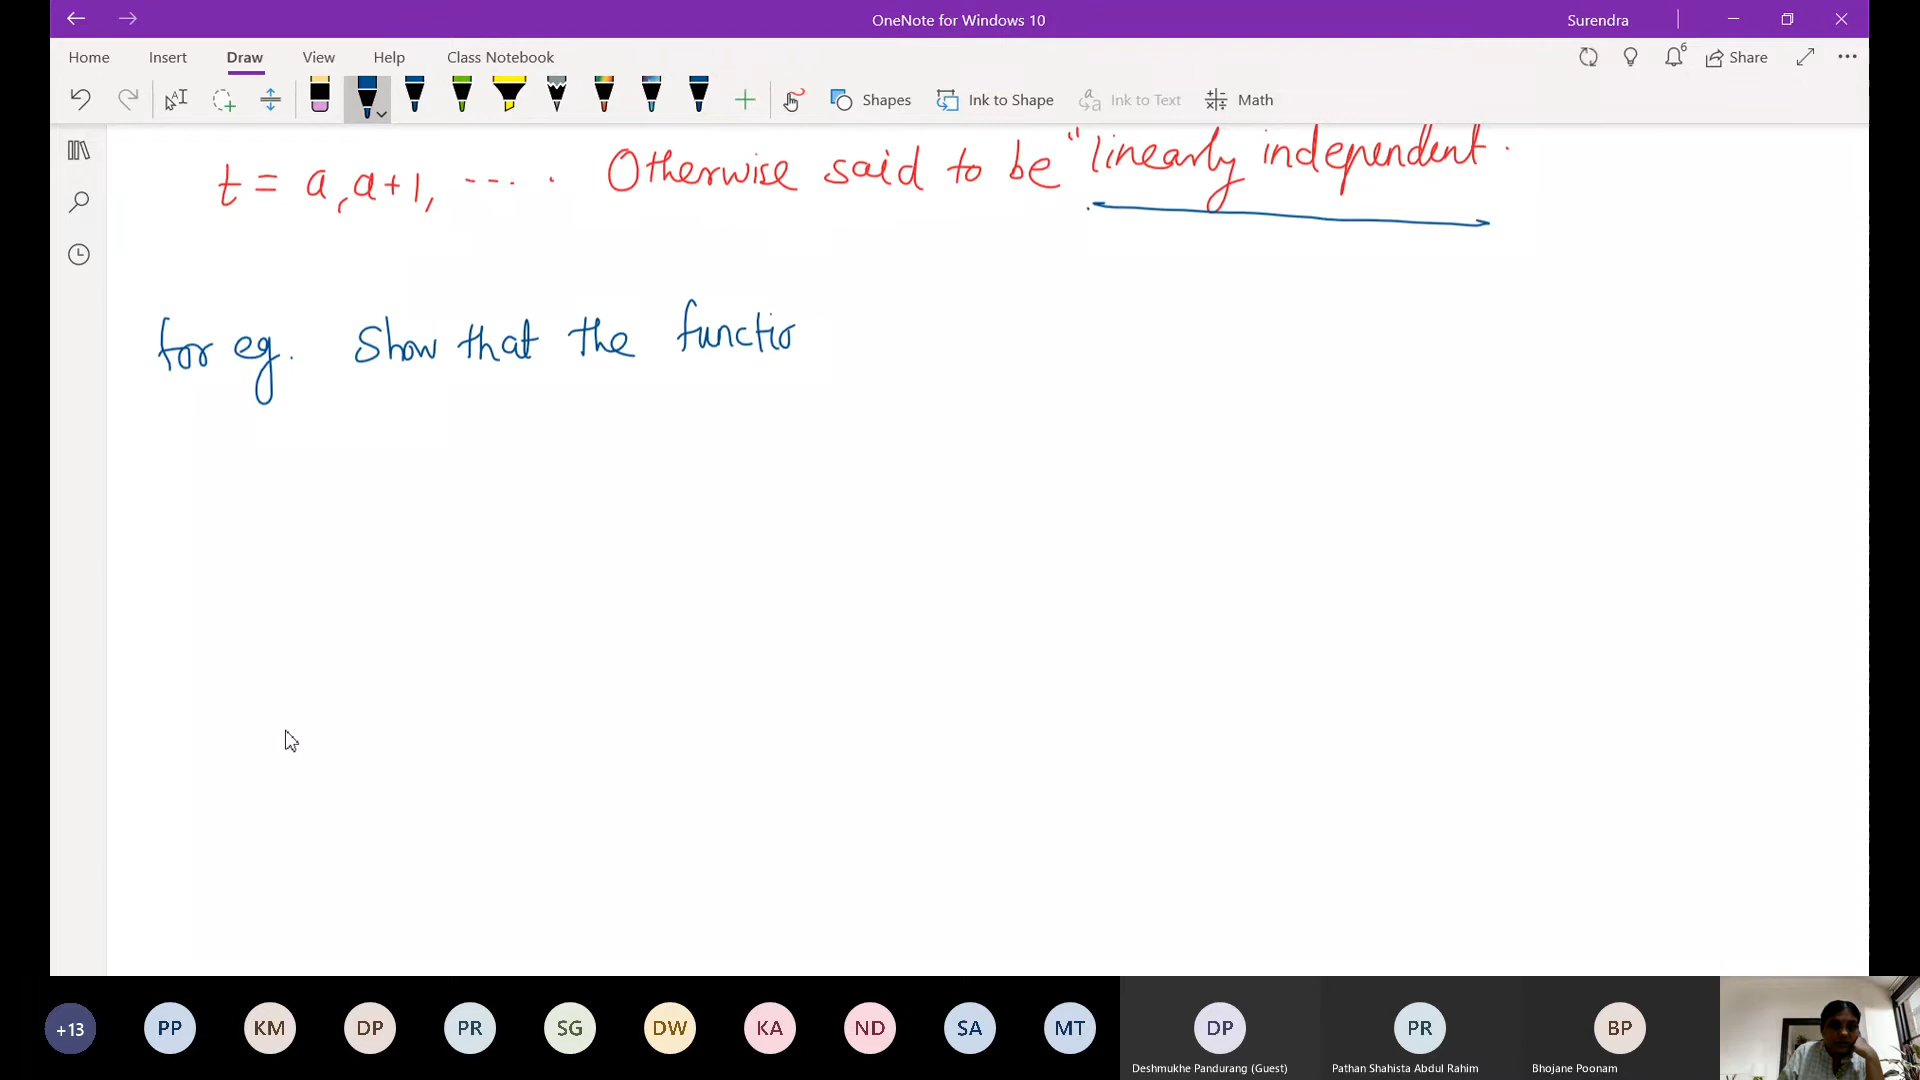 OneNote for Windows 10
Surendra
Home Insert Draw View Help Class Notebook
Share
6
Shapes Ink to Shape Ink to Text Math
t = a, a+1, ----. Otherwise said to be "linearly independent.
for eg. Show that the functio
+13 PP KM DP PR SG DW KA ND SA MT DP PR BP
Deshmukhe Pandurang (Guest) Pathan Shahista Abdul Rahim Bhojane Poonam